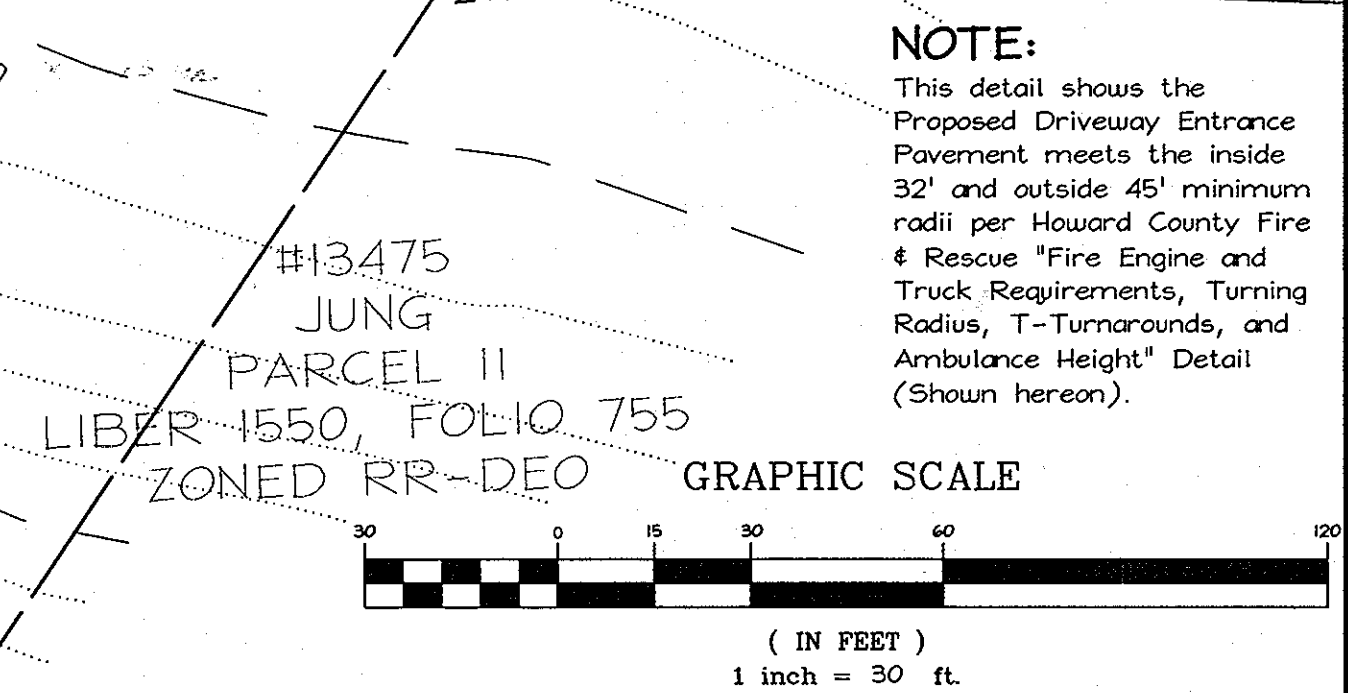 NOTE:
This detail shows the
Proposed Driveway Entrance
Pavement meets the inside
32' and outside 45' minimum
radii per Howard County Fire
& Rescue "Fire Engine and
Truck Requirements, Turning
Radius, T-Turnarounds, and
Ambulance Height" Detail
(Shown hereon).
#13475
JUNG
PARCEL 11
LIBER 1550, FOLIO 755
ZONED RR-DEO
GRAPHIC SCALE
30 0 15 30 60 120
( IN FEET )
1 inch = 30 ft.